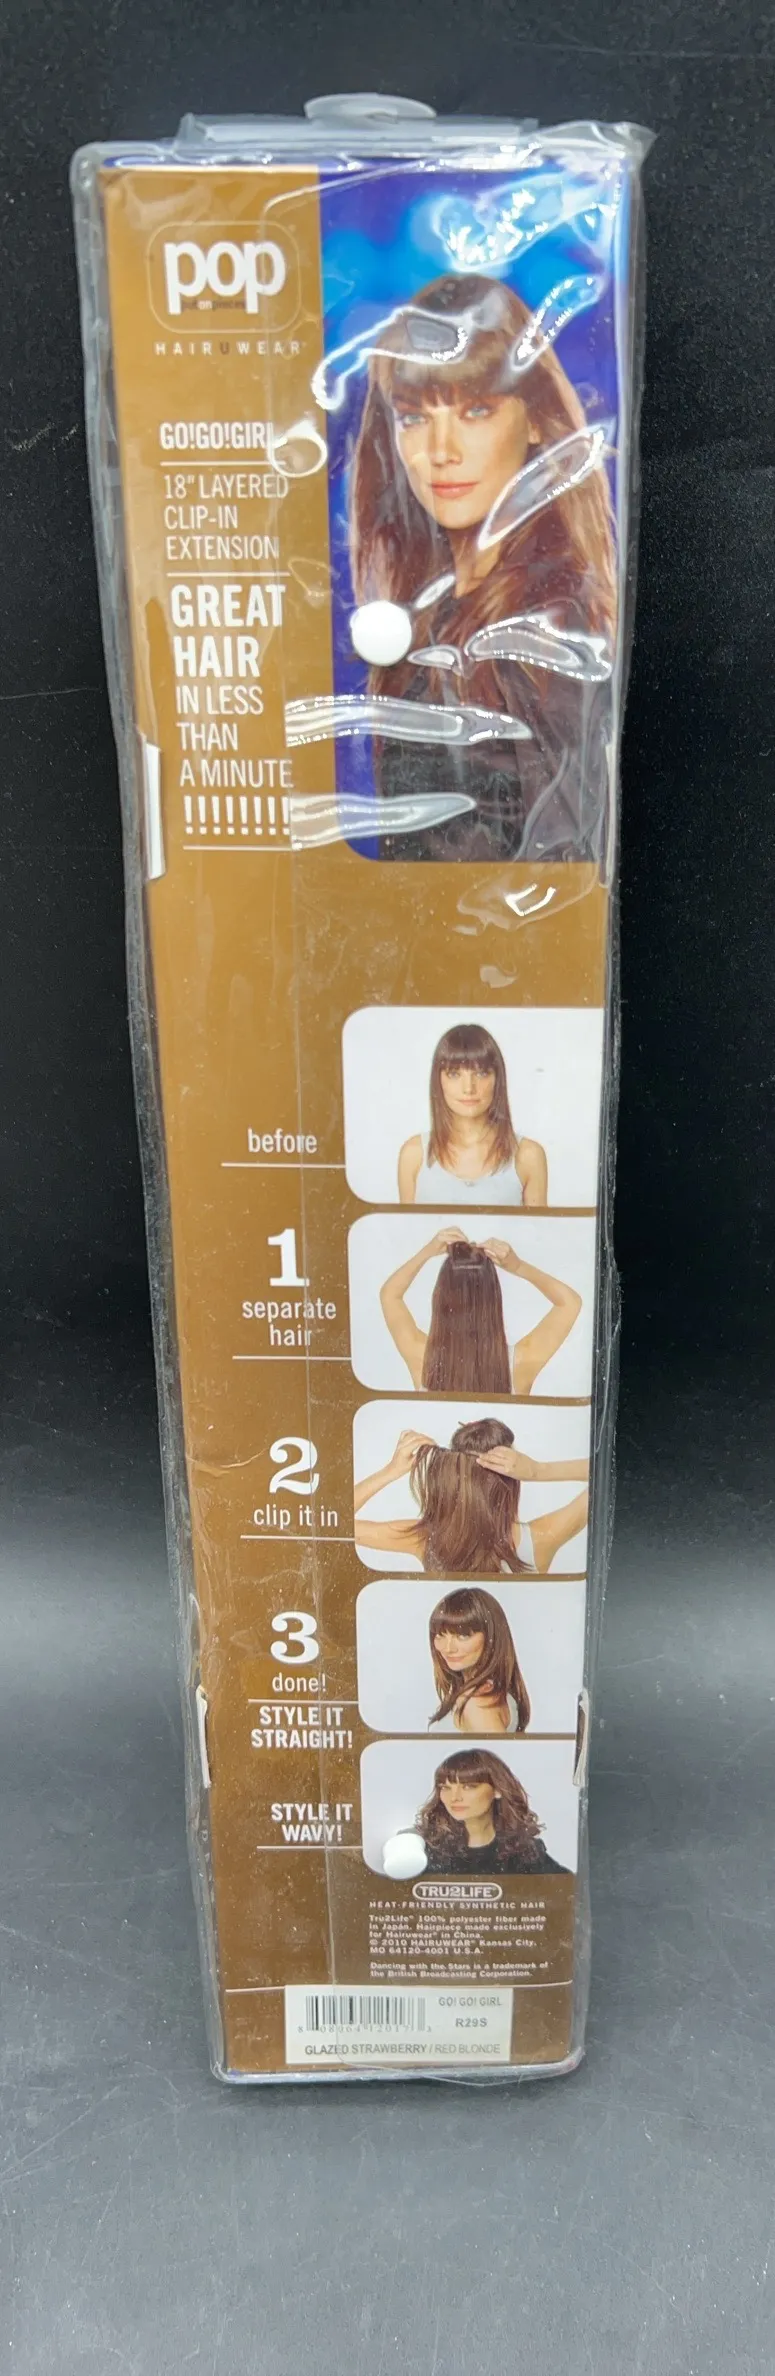 pop
put on pieces
HAIRUWEAR®
GO!GO!GIRL
18" LAYERED
CLIP-IN
EXTENSION
GREAT
HAIR
IN LESS
THAN
A MINUTE
!!!!!!!!
before
1
separate
hair
2
clip it in
3
done!
STYLE IT
STRAIGHT!
STYLE IT
WAVY!
TRU2LIFE®
HEAT-FRIENDLY SYNTHETIC HAIR
Tru2Life® 100% polyester fiber made
in Japan. Hairpiece made exclusively
for Hairuwear® in China.
© 2010 HAIRUWEAR® Kansas City,
MO 64120-4001 U.S.A.
Dancing with the Stars is a trademark of
the British Broadcasting Corporation.
GO! GO! GIRL
R29S
GLAZED STRAWBERRY / RED BLONDE